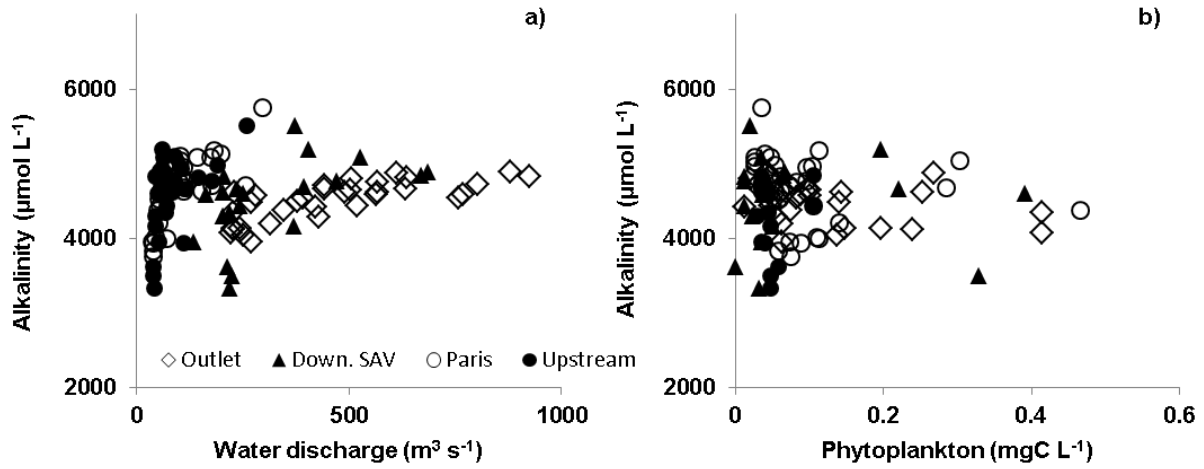 a)
Alkalinity (µmol L-1)
6000
4000
2000
◇ Outlet ▲ Down. SAV ○ Paris ● Upstream
0 500 1000
Water discharge (m³ s-1)
b)
Alkalinity (µmol L-1)
6000
4000
2000
0 0.2 0.4 0.6
Phytoplankton (mgC L-1)